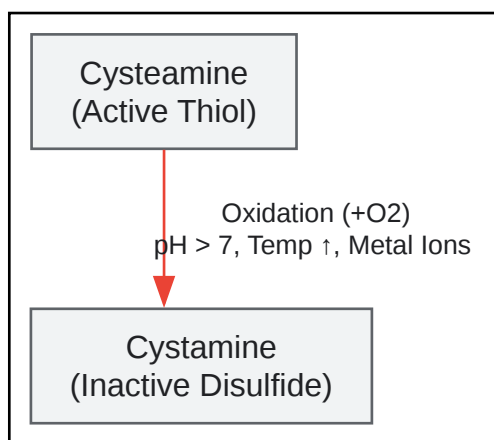 Cysteamine
(Active Thiol)
Oxidation (+O2)
pH > 7, Temp ↑, Metal Ions
Cystamine
(Inactive Disulfide)